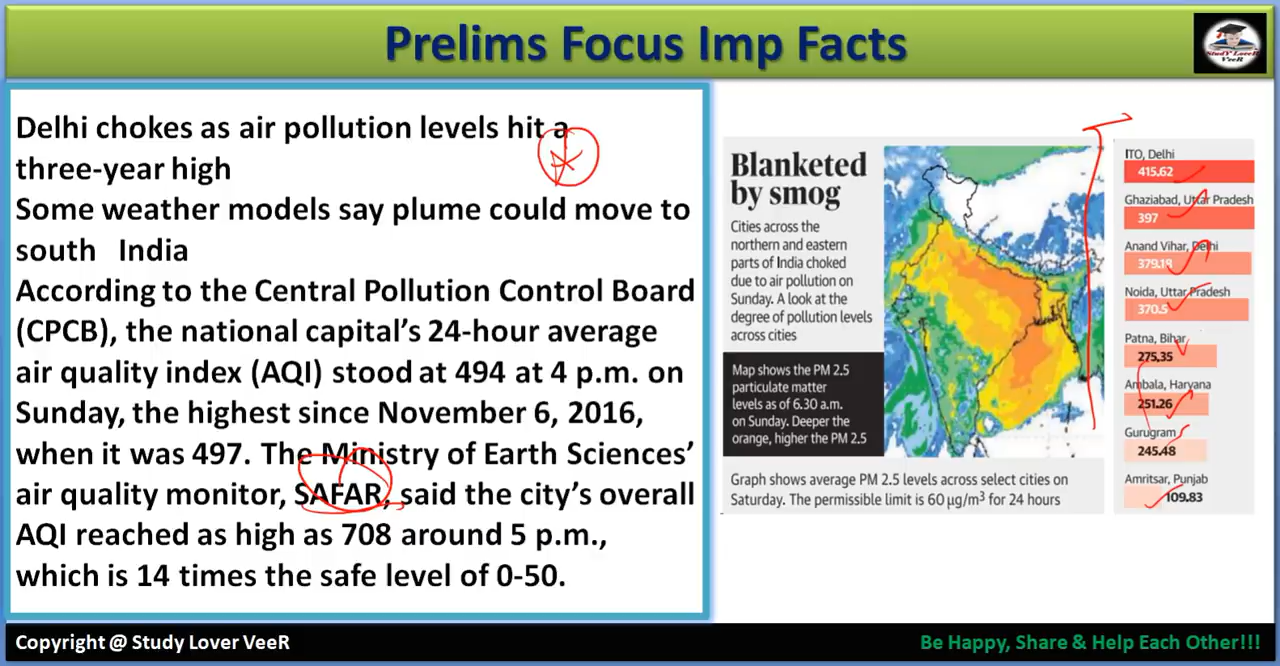 Prelims Focus Imp Facts
StudY LoveR
VeeR
Delhi chokes as air pollution levels hit a
three-year high
Some weather models say plume could move to
south India
According to the Central Pollution Control Board
(CPCB), the national capital's 24-hour average
air quality index (AQI) stood at 494 at 4 p.m. on
Sunday, the highest since November 6, 2016,
when it was 497. The Ministry of Earth Sciences'
air quality monitor, SAFAR, said the city's overall
AQI reached as high as 708 around 5 p.m.,
which is 14 times the safe level of 0-50.
Blanketed
by smog
Cities across the
northern and eastern
parts of India choked
due to air pollution on
Sunday. A look at the
degree of pollution levels
across cities
Map shows the PM 2.5
particulate matter
levels as of 6.30 a.m.
on Sunday. Deeper the
orange, higher the PM 2.5
Graph shows average PM 2.5 levels across select cities on
Saturday. The permissible limit is 60 µg/m³ for 24 hours
ITO, Delhi
415.62
Ghaziabad, Uttar Pradesh
397
Anand Vihar, Delhi
379.18
Noida, Uttar Pradesh
370.5
Patna, Bihar
275.35
Ambala, Haryana
251.26
Gurugram
245.48
Amritsar, Punjab
109.83
Copyright @ Study Lover VeeR
Be Happy, Share & Help Each Other!!!